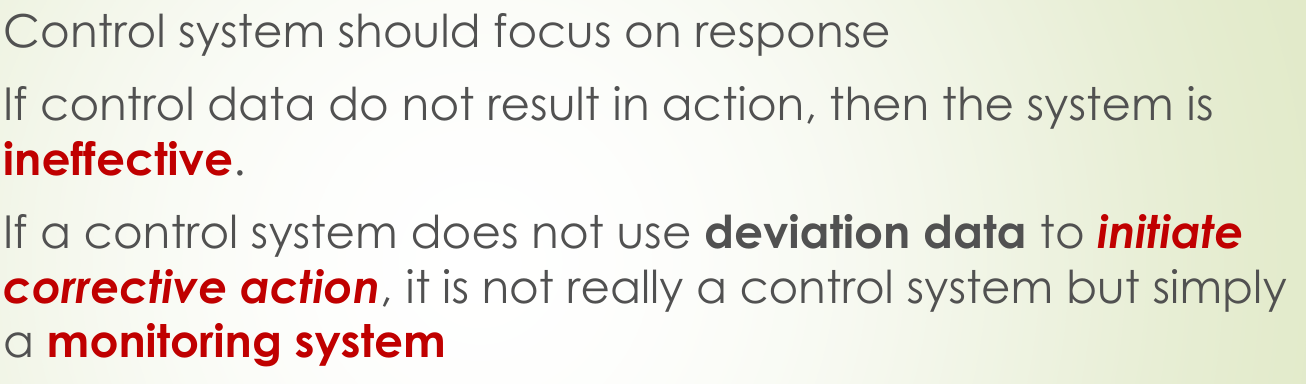 Control system should focus on response
If control data do not result in action, then the system is
ineffective.
If a control system does not use deviation data to initiate
corrective action, it is not really a control system but simply
a monitoring system